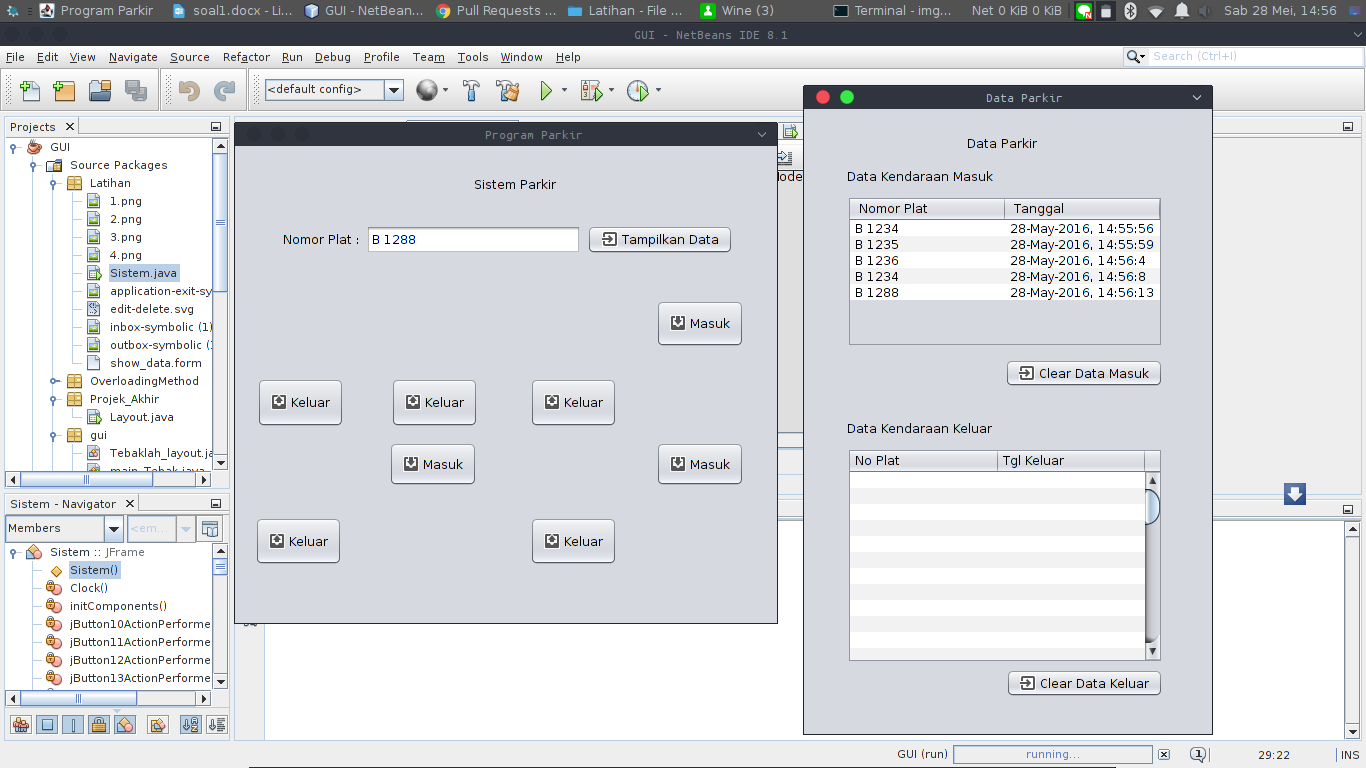 Program Parkir
soal1.docx - Li...
GUI - NetBean...
Pull Requests ...
Latihan - File ...
Wine (3)
Terminal - img...
Net 0 KiB 0 KiB
Sab 28 Mei, 14:56
GUI - NetBeans IDE 8.1
File Edit View Navigate Source Refactor Run Debug Profile Team Tools Window Help
Search (Ctrl+I)
<default config>
Projects
GUI
Source Packages
Latihan
1.png
2.png
3.png
4.png
Sistem.java
application-exit-sy
edit-delete.svg
inbox-symbolic (1)
outbox-symbolic (
show_data.form
OverloadingMethod
Projek_Akhir
Layout.java
gui
Tebaklah_layout.ja
main_Tebak.java
Sistem - Navigator
Members
<em...
Sistem :: JFrame
Sistem()
Clock()
initComponents()
jButton10ActionPerforme
jButton11ActionPerforme
jButton12ActionPerforme
jButton13ActionPerforme
Program Parkir
Sistem Parkir
Nomor Plat :
B 1288
Tampilkan Data
Masuk
Keluar
Keluar
Keluar
Masuk
Masuk
Keluar
Keluar
Data Parkir
Data Parkir
Data Kendaraan Masuk
Nomor Plat Tanggal
B 1234 28-May-2016, 14:55:56
B 1235 28-May-2016, 14:55:59
B 1236 28-May-2016, 14:56:4
B 1234 28-May-2016, 14:56:8
B 1288 28-May-2016, 14:56:13
Clear Data Masuk
Data Kendaraan Keluar
No Plat Tgl Keluar
Clear Data Keluar
GUI (run)
running...
1
29:22
INS